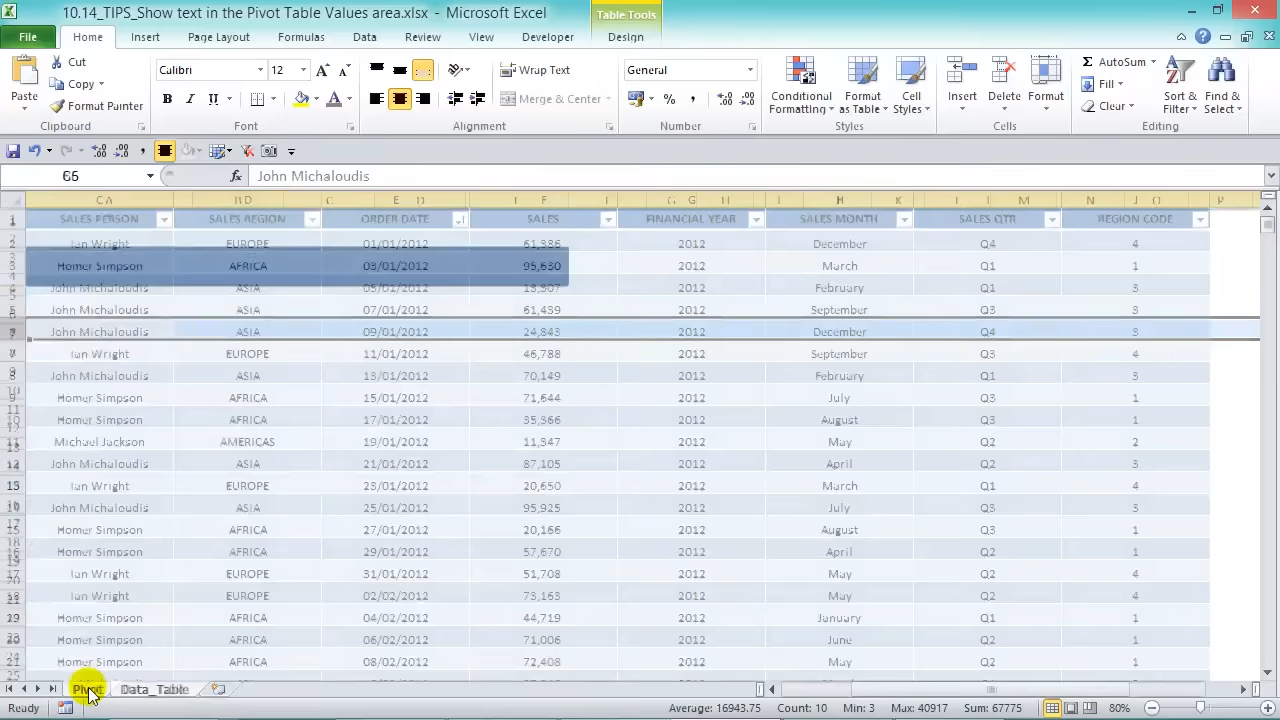 10.14_TIPS_Show text in the Pivot Table Values area.xlsx - Microsoft Excel
Table Tools
File Home Insert Page Layout Formulas Data Review View Developer Design
Paste Cut Copy Format Painter
Calibri 12 Wrap Text Merge & Center General
B I U A % ,
Conditional Formatting Format as Table Cell Styles Insert Delete Format
Σ AutoSum Fill Clear Sort & Filter Find & Select
Clipboard Font Alignment Number Styles Cells Editing
fx John Michaloudis
SALES PERSON SALES REGION ORDER DATE SALES FINANCIAL YEAR SALES MONTH SALES QTR REGION CODE
Ian Wright EUROPE 01/01/2012 61,386 2012 December Q4 4
Homer Simpson AFRICA 03/01/2012 95,630 2012 March Q1 1
John Michaloudis ASIA 05/01/2012 2012 February Q1 3
John Michaloudis ASIA 07/01/2012 61,439 2012 September Q3 3
John Michaloudis ASIA 09/01/2012 24,843 2012 December Q4 3
Ian Wright EUROPE 11/01/2012 46,788 2012 September Q3 4
John Michaloudis ASIA 13/01/2012 70,149 2012 February Q1 3
Homer Simpson AFRICA 15/01/2012 71,644 2012 July Q3 1
Homer Simpson AFRICA 17/01/2012 35,366 2012 August Q3 1
Michael Jackson AMERICAS 19/01/2012 11,347 2012 May Q2 2
John Michaloudis ASIA 21/01/2012 87,105 2012 April Q2 3
Ian Wright EUROPE 23/01/2012 20,650 2012 March Q1 4
John Michaloudis ASIA 25/01/2012 95,925 2012 July Q3 3
Homer Simpson AFRICA 27/01/2012 20,166 2012 August Q3 1
Homer Simpson AFRICA 29/01/2012 57,670 2012 April Q2 1
Ian Wright EUROPE 31/01/2012 51,708 2012 May Q2 4
Ian Wright EUROPE 02/02/2012 73,163 2012 May Q2 4
Homer Simpson AFRICA 04/02/2012 44,719 2012 January Q1 1
Homer Simpson AFRICA 06/02/2012 71,006 2012 June Q2 1
Homer Simpson AFRICA 08/02/2012 72,408 2012 May Q2 1
Pivot Data_Table
Ready Average: 16943.75 Count: 10 Min: 3 Max: 40917 Sum: 67775 80%